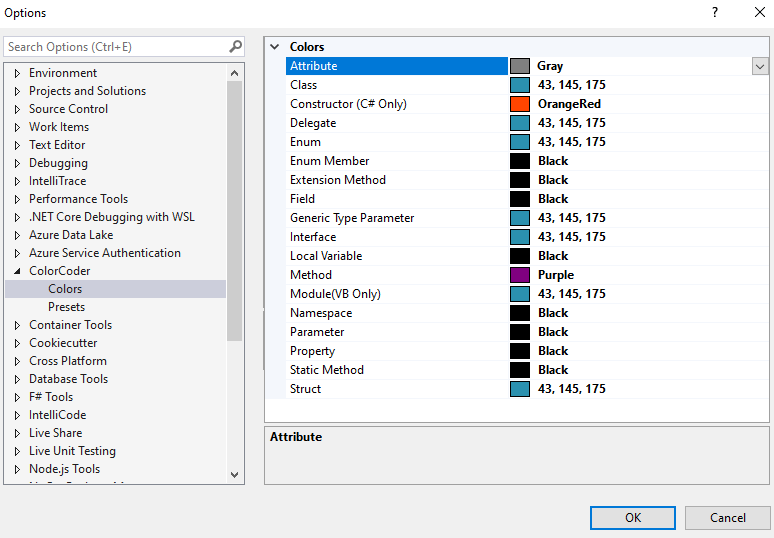 Options
?
Search Options (Ctrl+E)
Environment
Projects and Solutions
Source Control
Work Items
Text Editor
Debugging
IntelliTrace
Performance Tools
.NET Core Debugging with WSL
Azure Data Lake
Azure Service Authentication
ColorCoder
Colors
Presets
Container Tools
Cookiecutter
Cross Platform
Database Tools
F# Tools
IntelliCode
Live Share
Live Unit Testing
Node.js Tools
Colors
Attribute Gray
Class 43, 145, 175
Constructor (C# Only) OrangeRed
Delegate 43, 145, 175
Enum 43, 145, 175
Enum Member Black
Extension Method Black
Field Black
Generic Type Parameter 43, 145, 175
Interface 43, 145, 175
Local Variable Black
Method Purple
Module(VB Only) 43, 145, 175
Namespace Black
Parameter Black
Property Black
Static Method Black
Struct 43, 145, 175
Attribute
OK Cancel